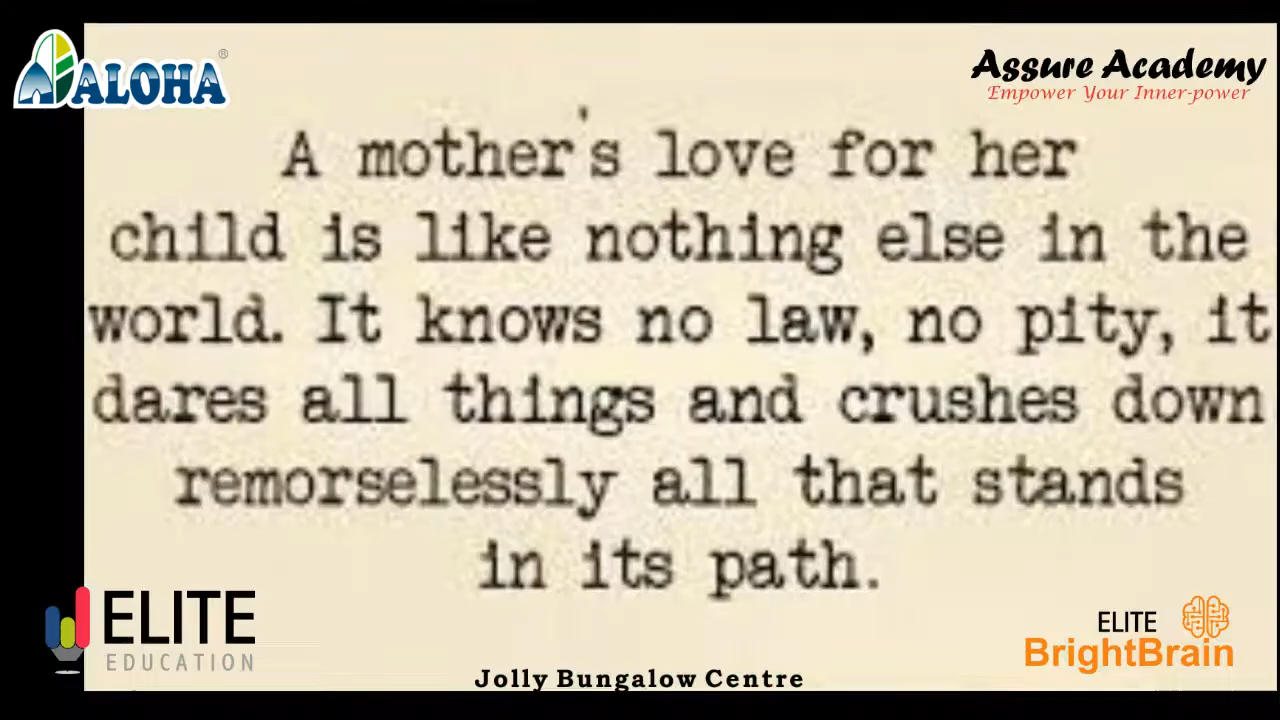 ALOHA®
Assure Academy
Empower Your Inner-power
A mother's love for her
child is like nothing else in the
world. It knows no law, no pity, it
dares all things and crushes down
remorselessly all that stands
in its path.
ELITE
EDUCATION
ELITE
BrightBrain
Jolly Bungalow Centre